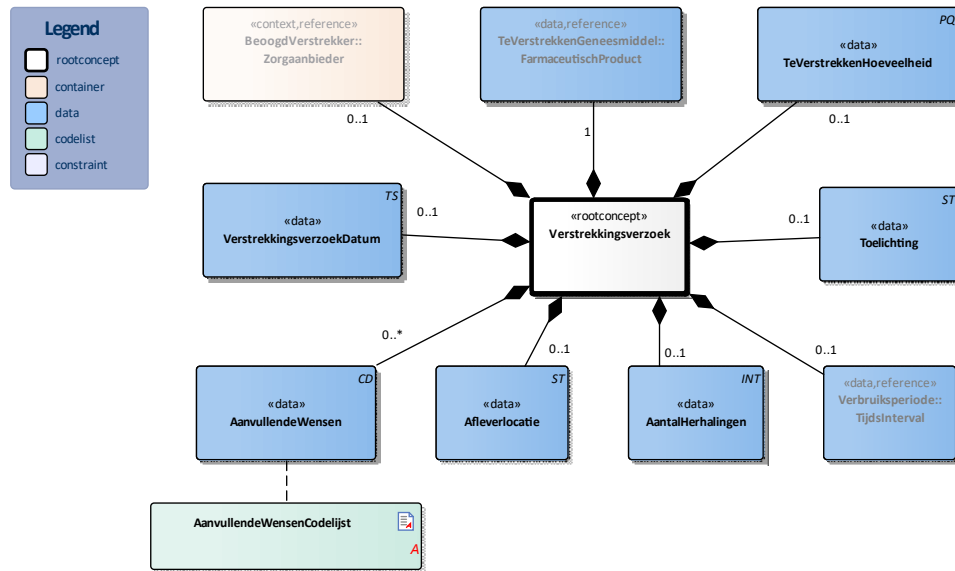 Legend
rootconcept
container
data
codelist
constraint
«context,reference»
BeoogdVerstrekker::
Zorgaanbieder
0..1
«data,reference»
TeVerstrekkenGeneesmiddel::
FarmaceutischProduct
1
PQ
«data»
TeVerstrekkenHoeveelheid
0..1
TS
«data»
VerstrekkingsverzoekDatum
0..1
«rootconcept»
Verstrekkingsverzoek
ST
«data»
Toelichting
0..1
0..*
CD
«data»
AanvullendeWensen
0..1
ST
«data»
Afleverlocatie
0..1
INT
«data»
AantalHerhalingen
0..1
«data,reference»
Verbruiksperiode::
TijdsInterval
AanvullendeWensenCodelijst
A